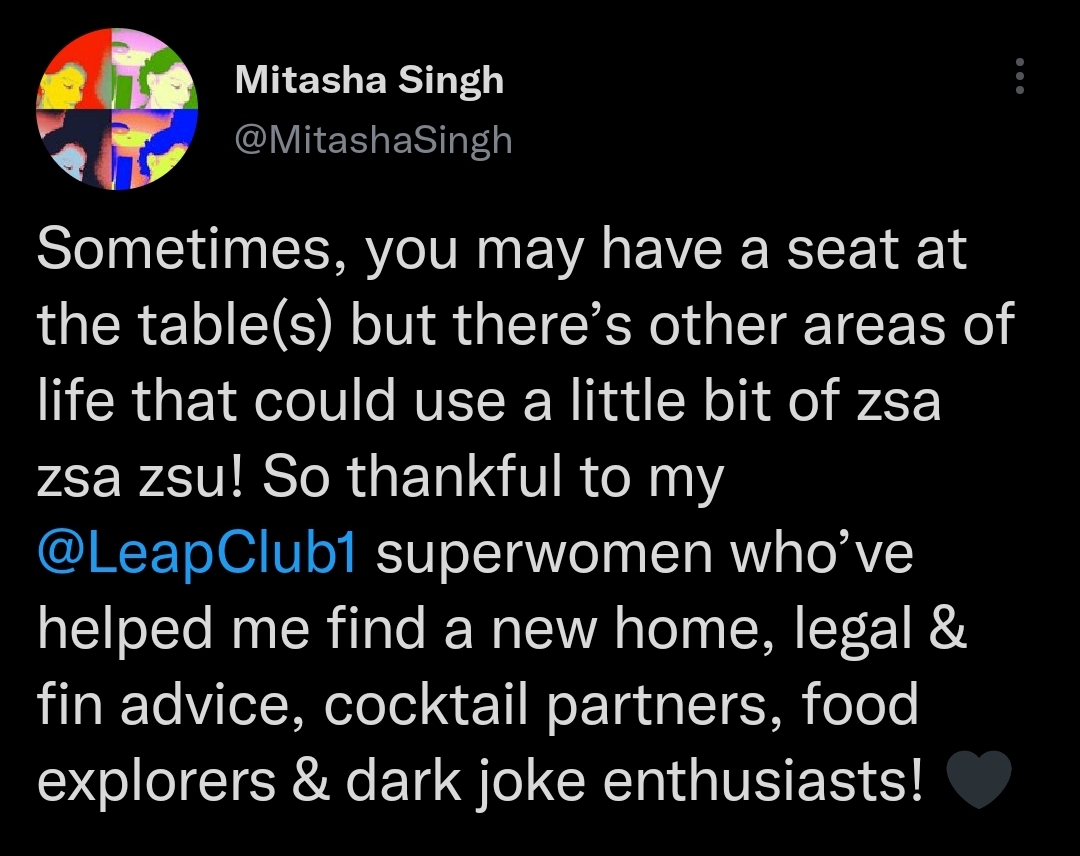 Mitasha Singh
@MitashaSingh
Sometimes, you may have a seat at
the table(s) but there’s other areas of
life that could use a little bit of zsa
zsa zsu! So thankful to my
@LeapClub1 superwomen who’ve
helped me find a new home, legal &
fin advice, cocktail partners, food
explorers & dark joke enthusiasts! 🖤